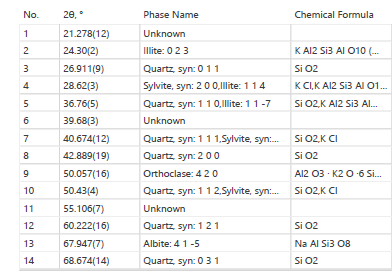 No. 2θ, ° Phase Name Chemical Formula
1 21.278(12) Unknown
2 24.30(2) Illite: 0 2 3 K Al2 Si3 Al O10 (...
3 26.911(9) Quartz, syn: 0 1 1 Si O2
4 28.62(3) Sylvite, syn: 2 0 0,Illite: 1 1 4 K Cl,K Al2 Si3 Al O1...
5 36.76(5) Quartz, syn: 1 1 0,Illite: 1 1 -7 Si O2,K Al2 Si3 Al...
6 39.68(3) Unknown
7 40.674(12) Quartz, syn: 1 1 1,Sylvite, syn:... Si O2,K Cl
8 42.889(19) Quartz, syn: 2 0 0 Si O2
9 50.057(16) Orthoclase: 4 2 0 Al2 O3 · K2 O ·6 Si...
10 50.43(4) Quartz, syn: 1 1 2,Sylvite, syn:... Si O2,K Cl
11 55.106(7) Unknown
12 60.222(16) Quartz, syn: 1 2 1 Si O2
13 67.947(7) Albite: 4 1 -5 Na Al Si3 O8
14 68.674(14) Quartz, syn: 0 3 1 Si O2